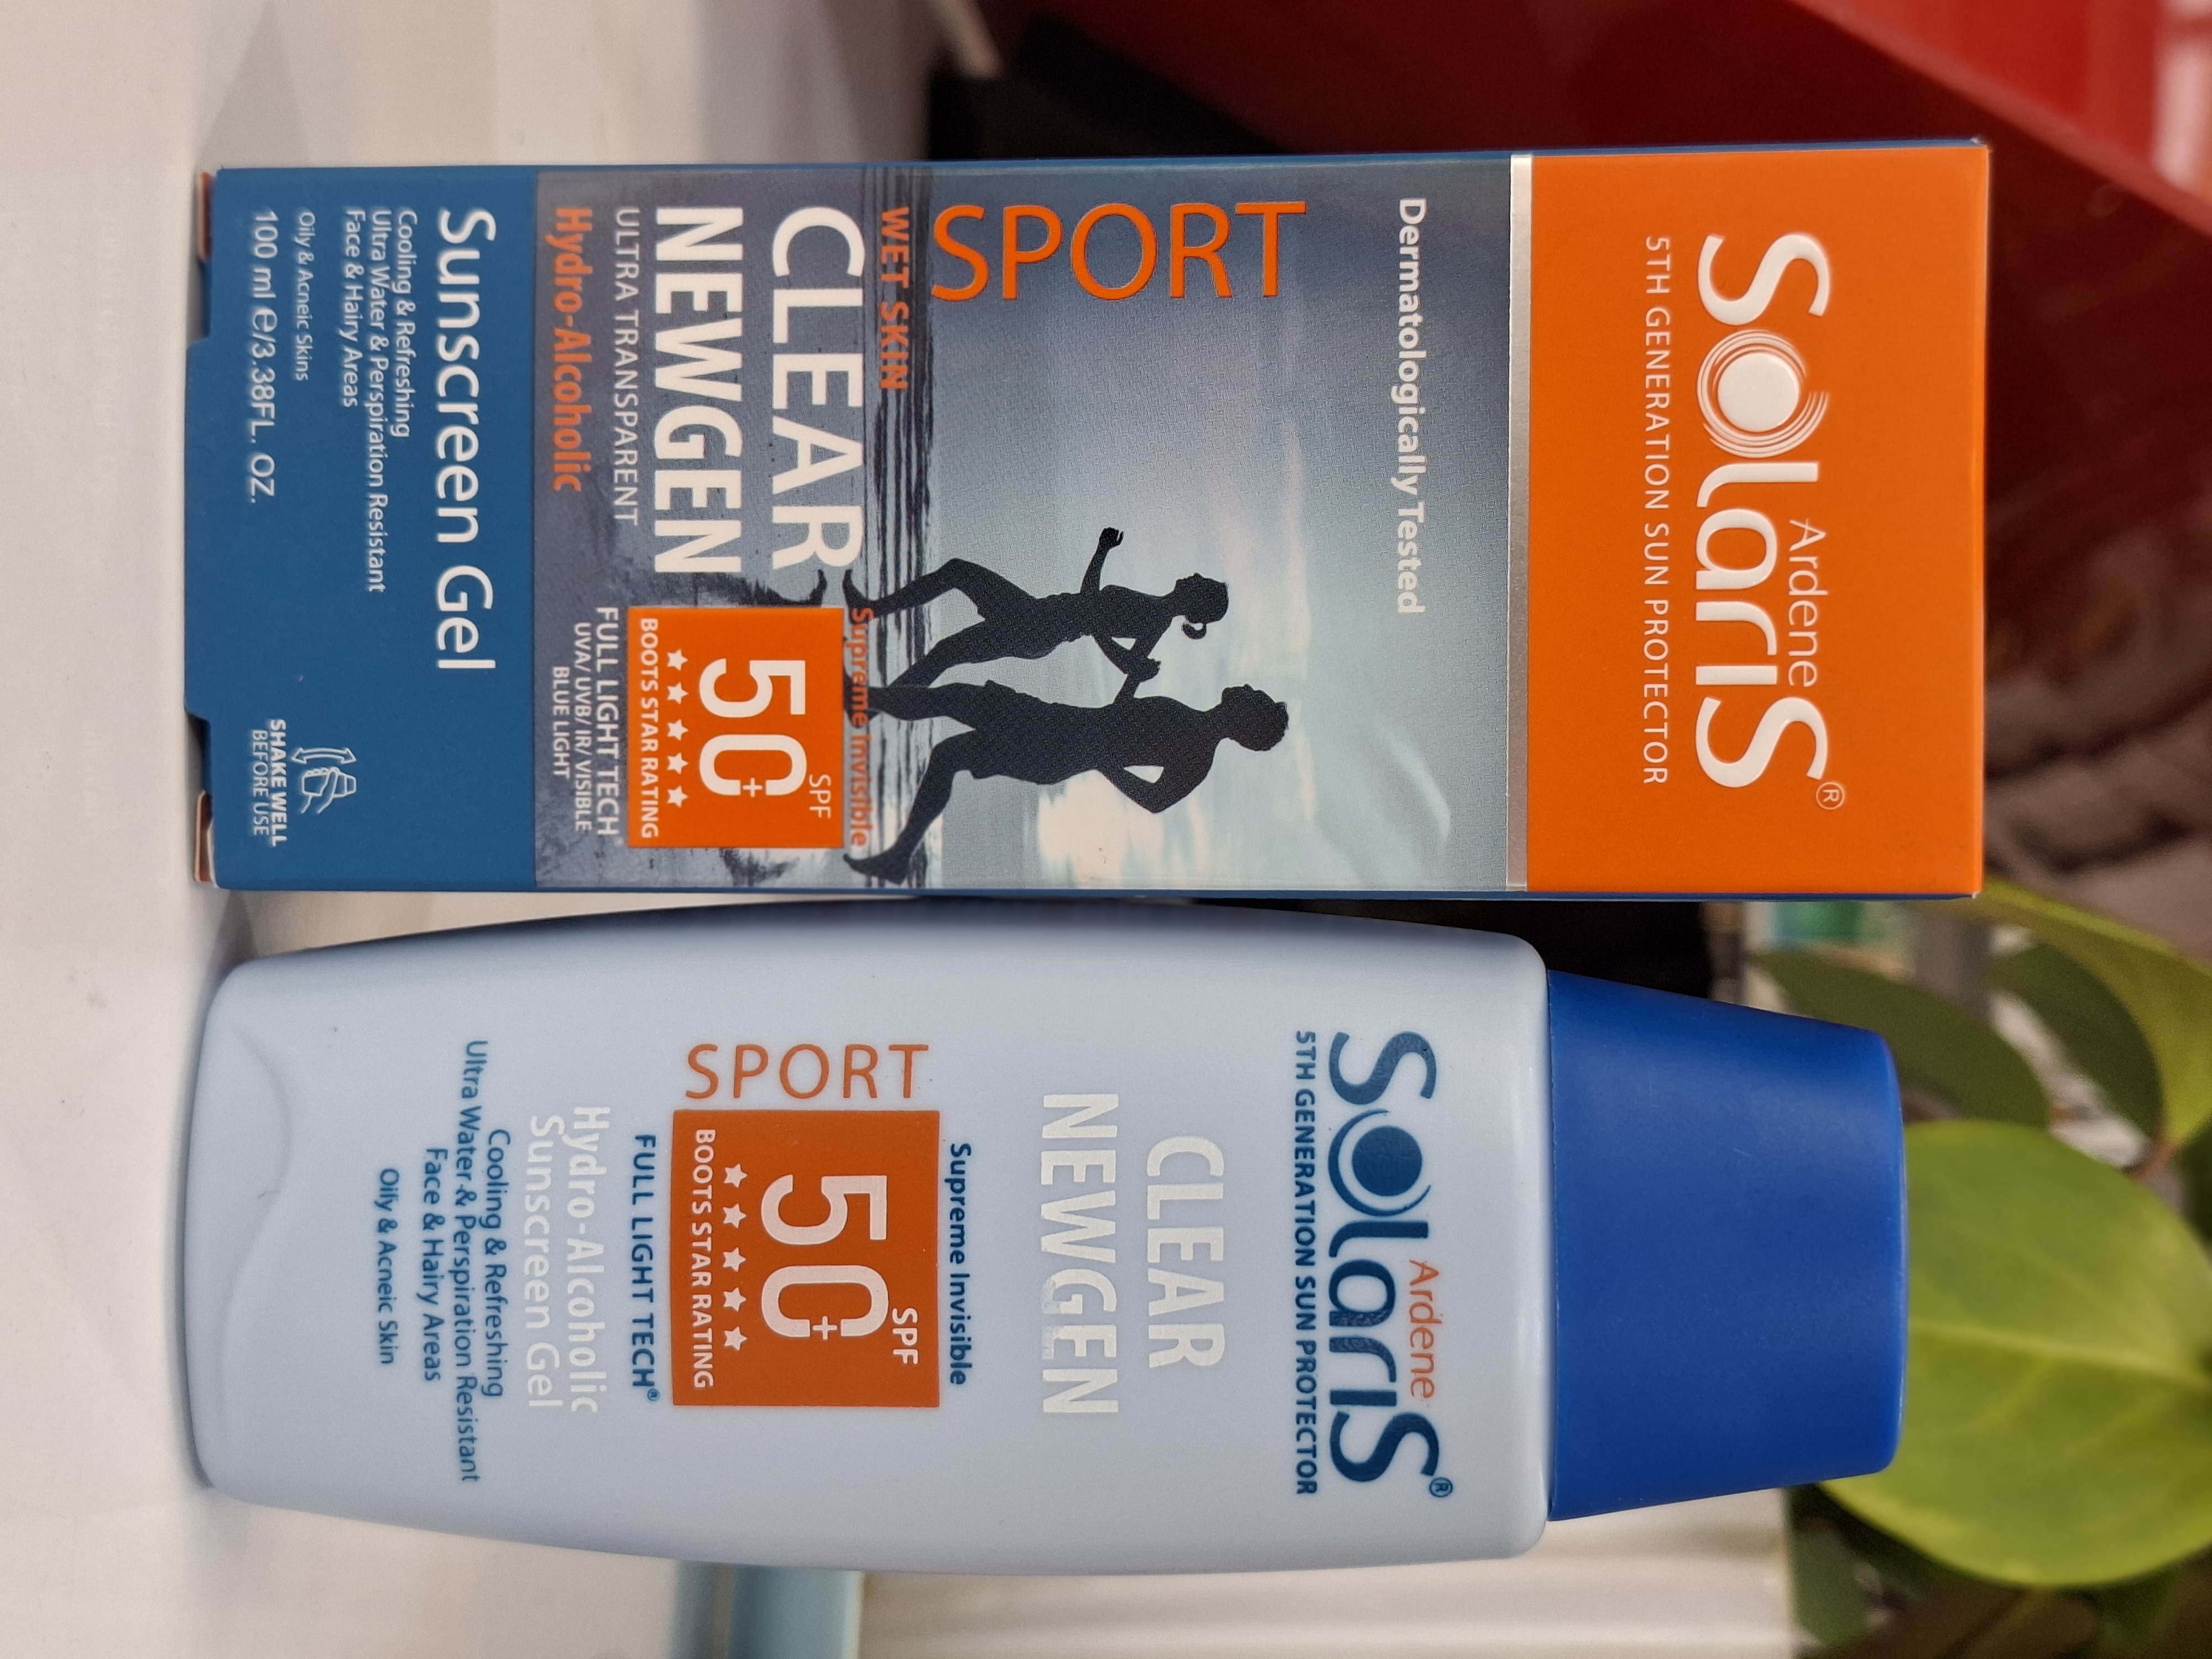 Ardene
SolariS®
5TH GENERATION SUN PROTECTOR
Dermatologically Tested
SPORT
WET SKIN
CLEAR
NEWGEN
ULTRA TRANSPARENT
Hydro-Alcoholic
Supreme Invisible
SPF
50+
★★★★★
BOOTS STAR RATING
FULL LIGHT TECH
UVA/ UVB/ IR/ VISIBLE
BLUE LIGHT
Sunscreen Gel
Cooling & Refreshing
Ultra Water & Perspiration Resistant
Face & Hairy Areas
Oily & Acneic Skins
100 ml e/3.38FL. OZ.
SHAKE WELL
BEFORE USE
Ardene
SolariS®
5TH GENERATION SUN PROTECTOR
CLEAR
NEWGEN
Supreme Invisible
SPORT
SPF
50+
★★★★★
BOOTS STAR RATING
FULL LIGHT TECH®
Hydro-Alcoholic
Sunscreen Gel
Cooling & Refreshing
Ultra Water & Perspiration Resistant
Face & Hairy Areas
Oily & Acneic Skin